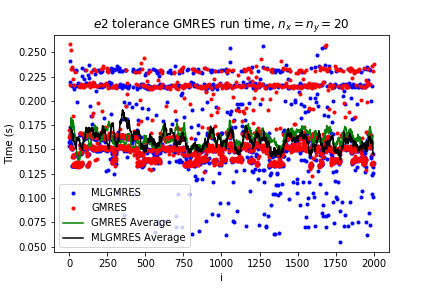 e2 tolerance GMRES run time, nₓ = nᵧ = 20
0.250
0.225
0.200
0.175
0.150
0.125
0.100
0.075
0.050
Time (s)
MLGMRES
GMRES
GMRES Average
MLGMRES Average
0 250 500 750 1000 1250 1500 1750 2000
i